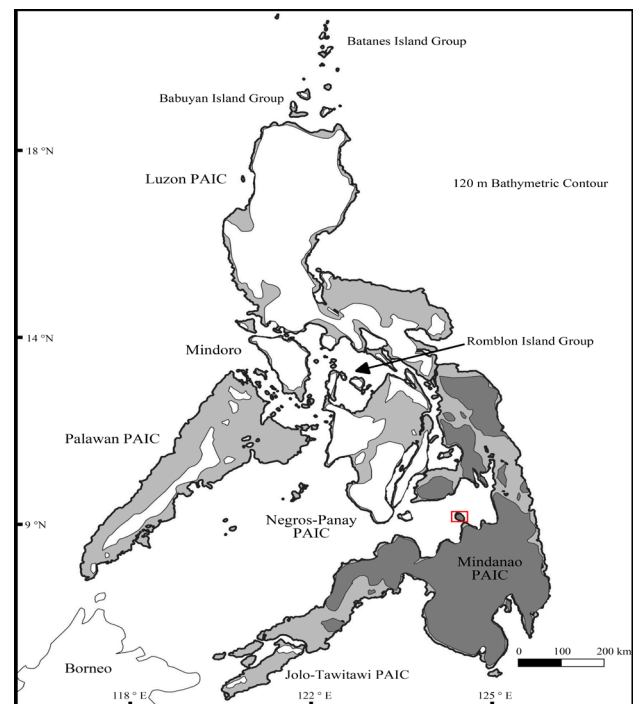 Batanes Island Group
Babuyan Island Group
18 °N
Luzon PAIC
120 m Bathymetric Contour
14 °N
Mindoro
Romblon Island Group
Palawan PAIC
Negros-Panay
PAIC
9 °N
Mindanao
PAIC
0 100 200 km
Borneo
Jolo-Tawitawi PAIC
118 ° E
122 ° E
125 ° E